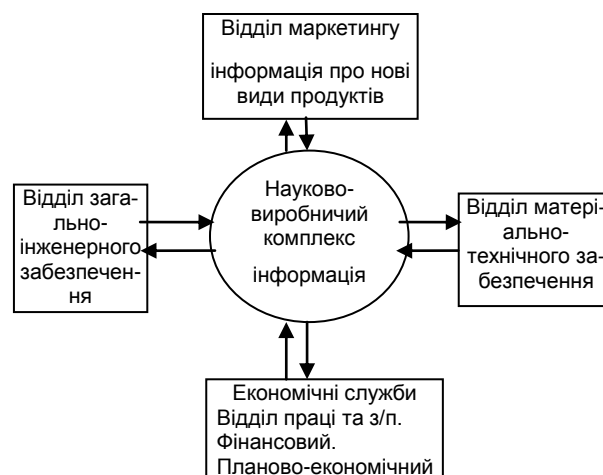 Відділ маркетингу
інформація про нові
види продуктів
Науково-
виробничий
комплекс
інформація
Відділ зага-
льно-
інженерного
забезпечен-
ня
Відділ матері-
ально-
технічного за-
безпечення
Економічні служби
Відділ праці та з/п.
Фінансовий.
Планово-економічний